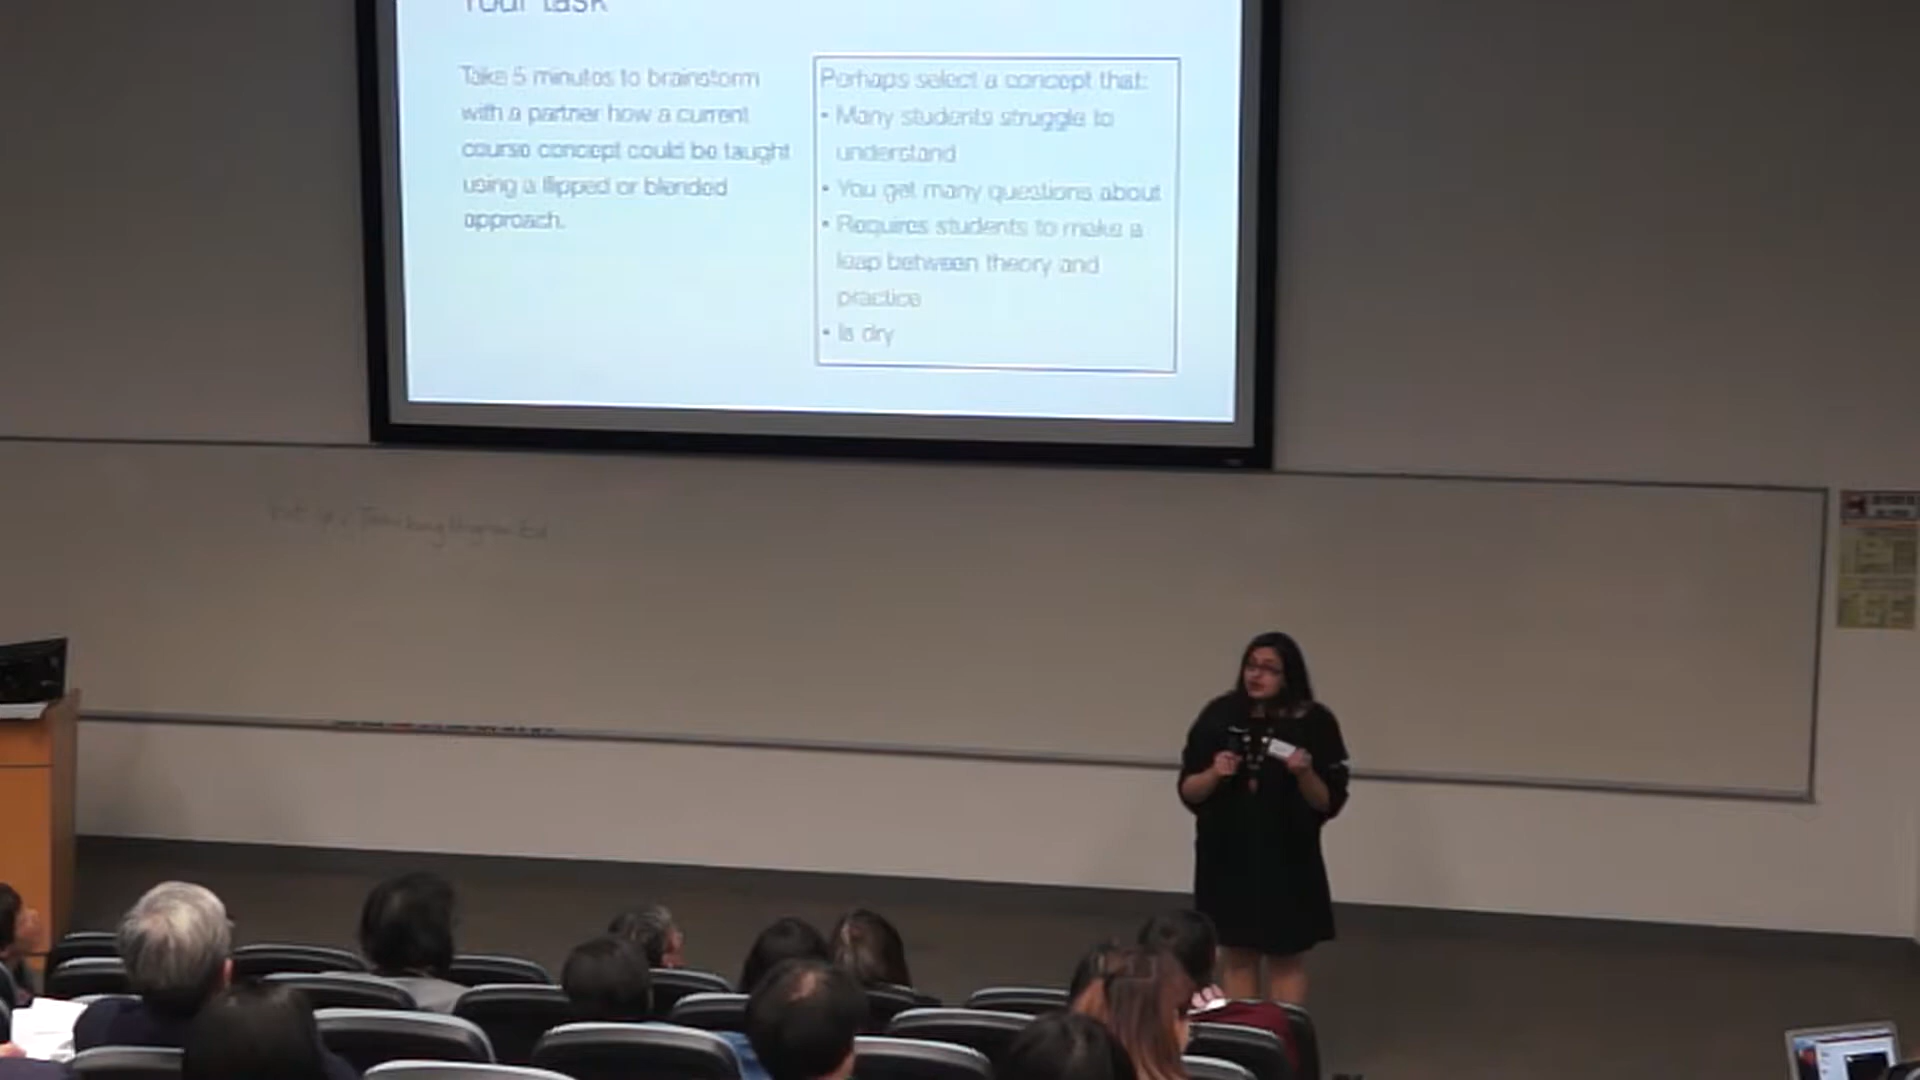 Your task
Take 5 minutes to brainstorm
with a partner how a current
course concept could be taught
using a flipped or blended
approach.
Perhaps select a concept that:
• Many students struggle to
understand
• You get many questions about
• Requires students to make a
leap between theory and
practice
• Is dry